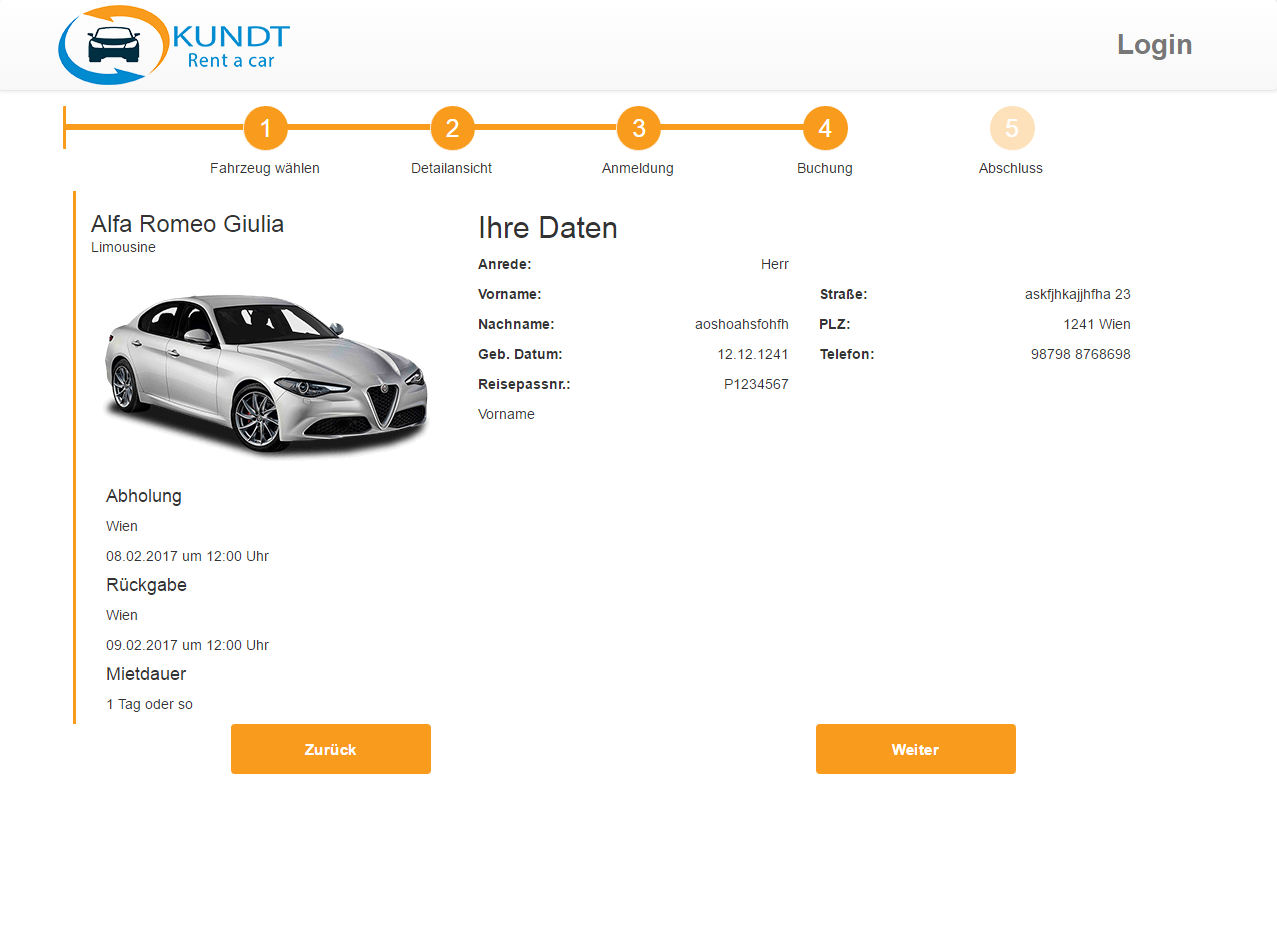 KUNDT
Rent a car
Login
1 2 3 4 5
Fahrzeug wählen Detailansicht Anmeldung Buchung Abschluss
Alfa Romeo Giulia
Limousine
Abholung
Wien
08.02.2017 um 12:00 Uhr
Rückgabe
Wien
09.02.2017 um 12:00 Uhr
Mietdauer
1 Tag oder so
Ihre Daten
Anrede: Herr
Vorname: Straße: askfjhkajjhfha 23
Nachname: aoshoahsfohfh PLZ: 1241 Wien
Geb. Datum: 12.12.1241 Telefon: 98798 8768698
Reisepassnr.: P1234567
Vorname
Zurück Weiter